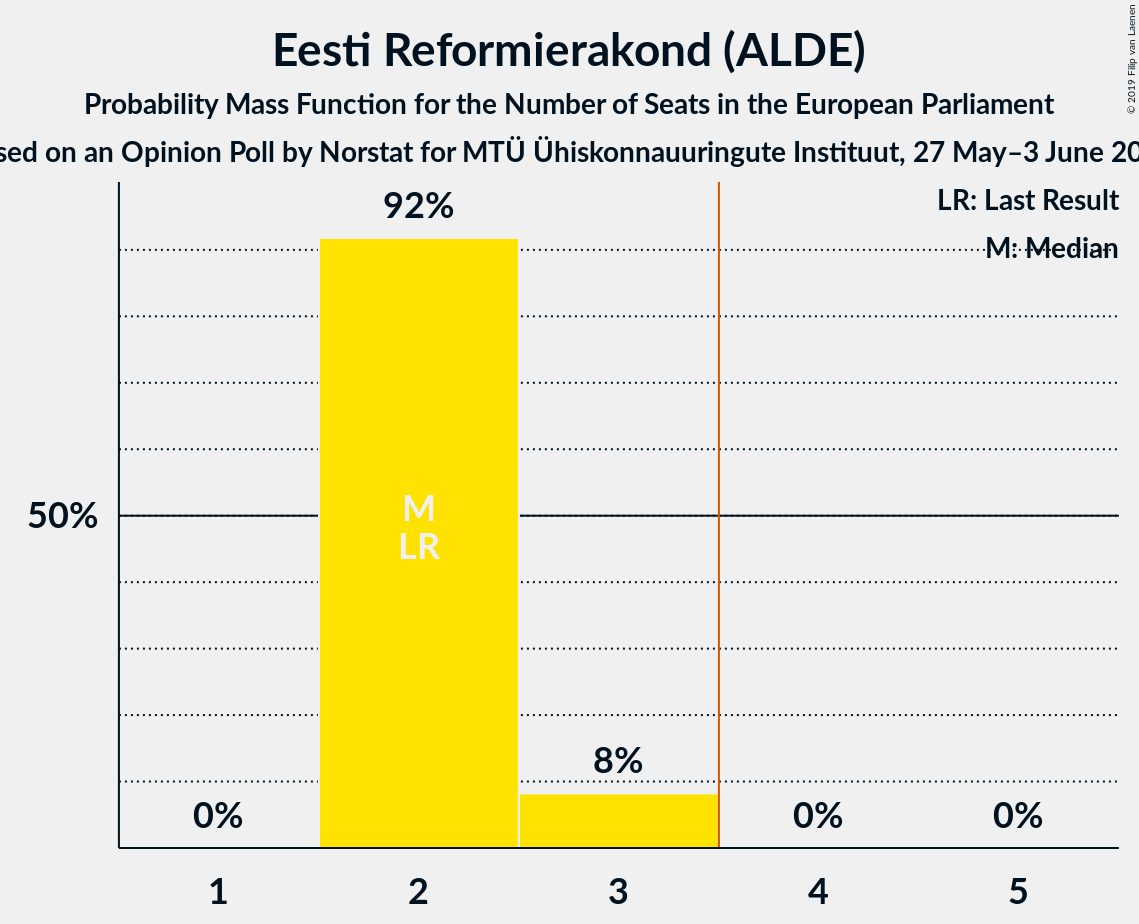 Eesti Reformierakond (ALDE)
Probability Mass Function for the Number of Seats in the European Parliament
on an Opinion Poll by Norstat for MTÜ Ühiskonnauuringute Instituut, 27 May–3 June
© 2019 Filip van Laenen
LR: Last Result
M: Median
92%
50%
M
LR
8%
0%
0%
0%
1
2
3
4
5